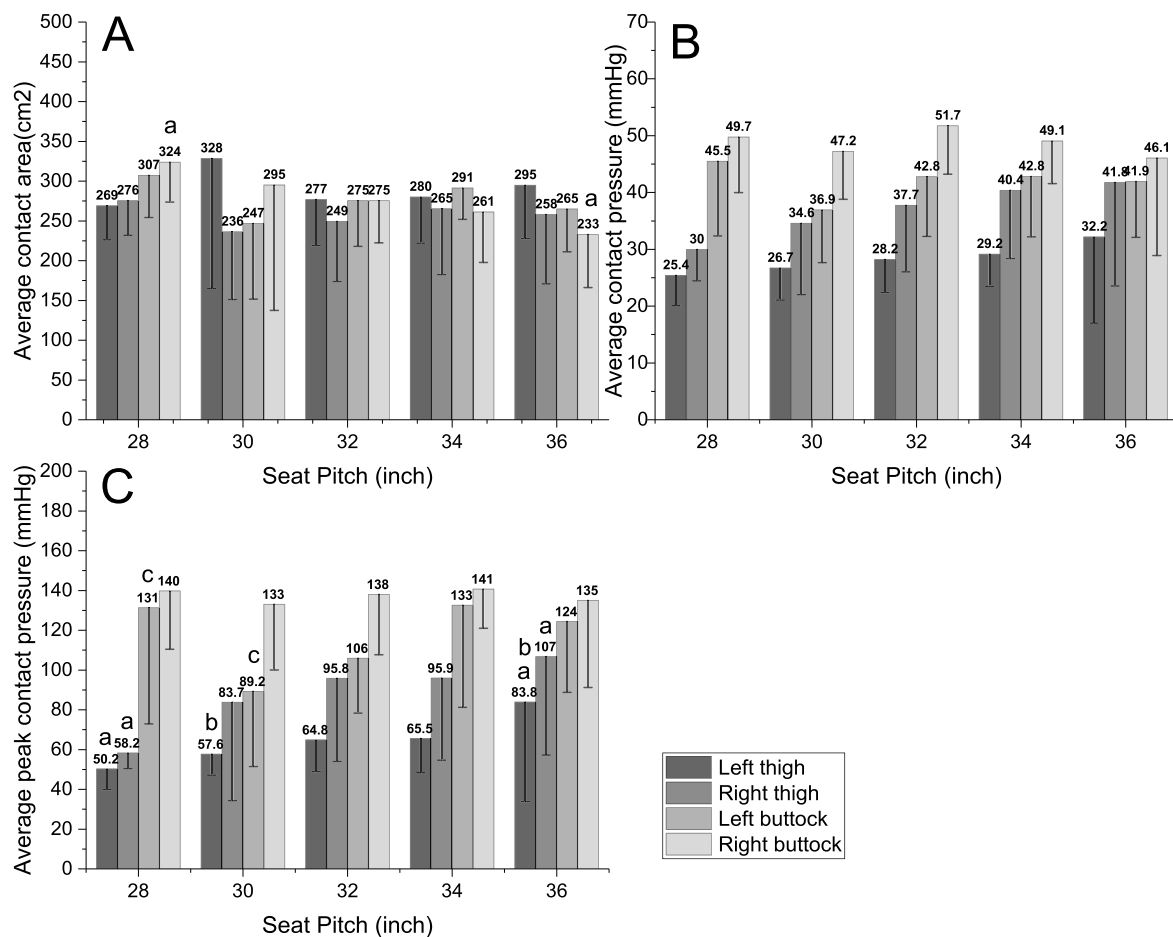 A
Average contact area(cm2)
500
450
400
350
300
250
200
150
100
50
0
269 276 307 324 a
328 236 247 295
277 249 275 275
280 265 291 261
295 258 265 233 a
28 30 32 34 36
Seat Pitch (inch)
B
Average contact pressure (mmHg)
70
60
50
40
30
20
10
0
25.4 30 45.5 49.7
26.7 34.6 36.9 47.2
28.2 37.7 42.8 51.7
29.2 40.4 42.8 49.1
32.2 41.8 41.9 46.1
28 30 32 34 36
Seat Pitch (inch)
C
Average peak contact pressure (mmHg)
200
180
160
140
120
100
80
60
40
20
0
a a c
50.2 58.2 131 140
b c
57.6 83.7 89.2 133
64.8 95.8 106 138
65.5 95.9 133 141
b a
a
83.8 107 124 135
28 30 32 34 36
Seat Pitch (inch)
Left thigh
Right thigh
Left buttock
Right buttock